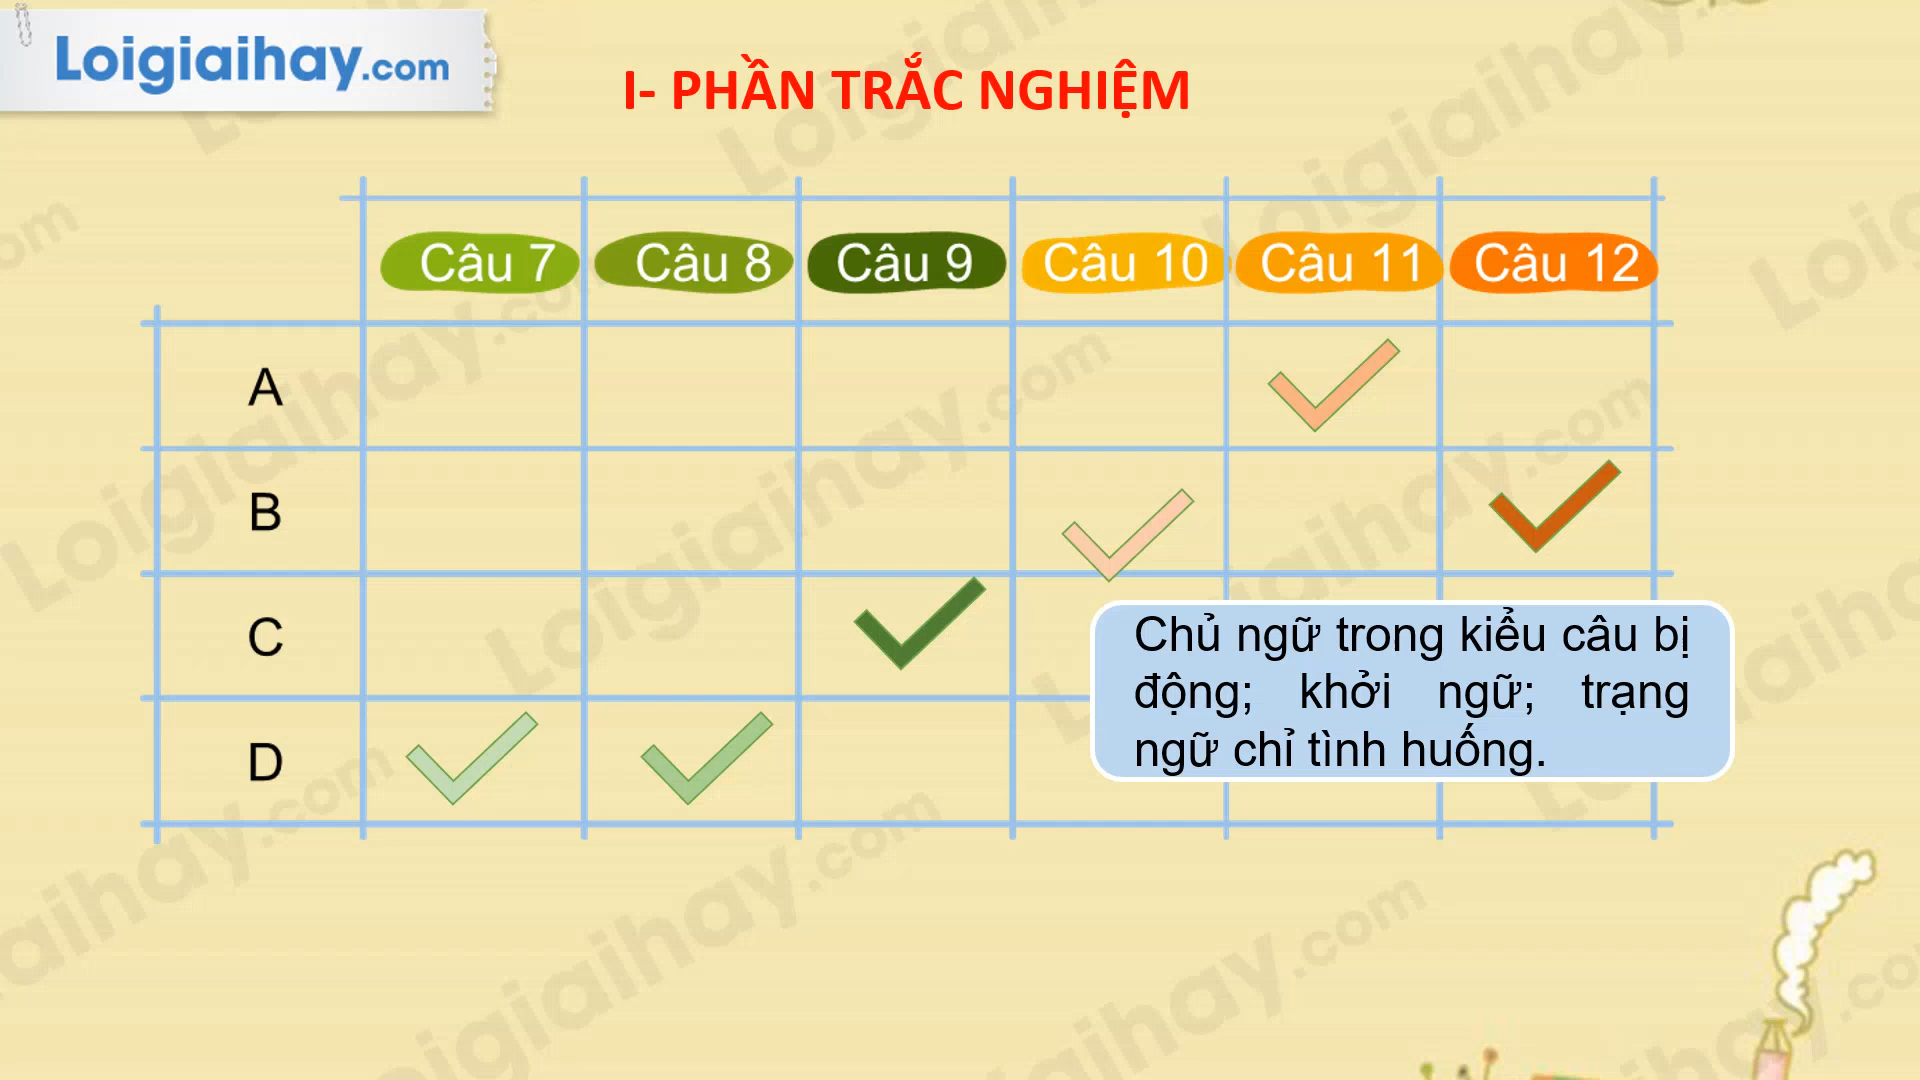 Loigiaihay.com
I- PHẦN TRẮC NGHIỆM
Câu 7 Câu 8 Câu 9 Câu 10 Câu 11 Câu 12
A
B
C
D
Chủ ngữ trong kiểu câu bị
động; khởi ngữ; trạng
ngữ chỉ tình huống.